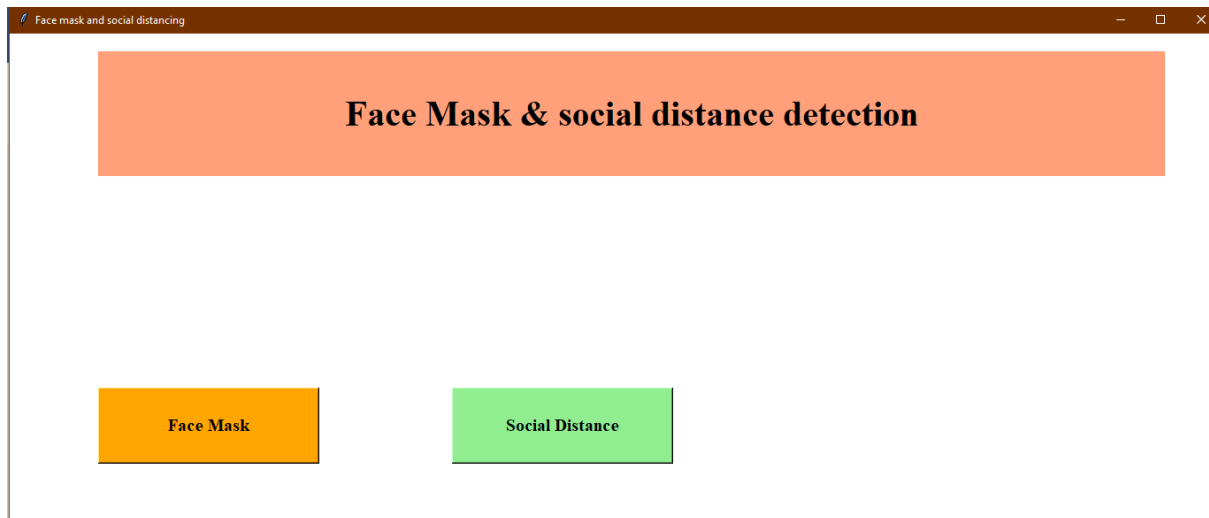 Face mask and social distancing
Face Mask & social distance detection
Face Mask
Social Distance